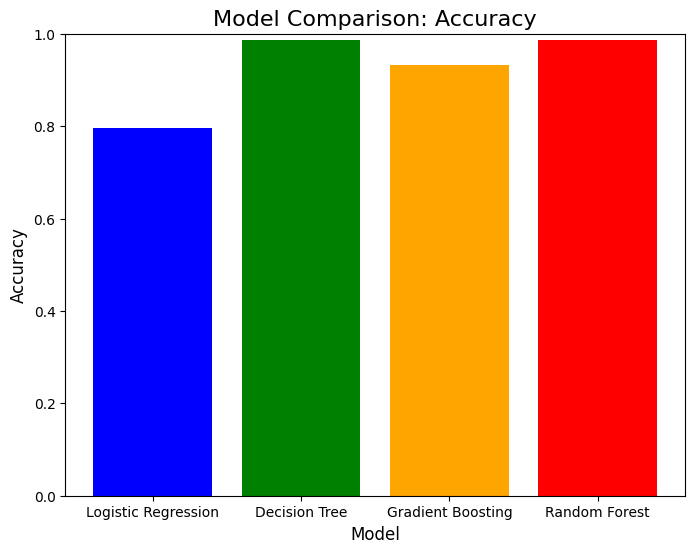 Model Comparison: Accuracy
1.0
0.8
0.6
0.4
0.2
0.0
Accuracy
Logistic Regression
Decision Tree
Gradient Boosting
Random Forest
Model